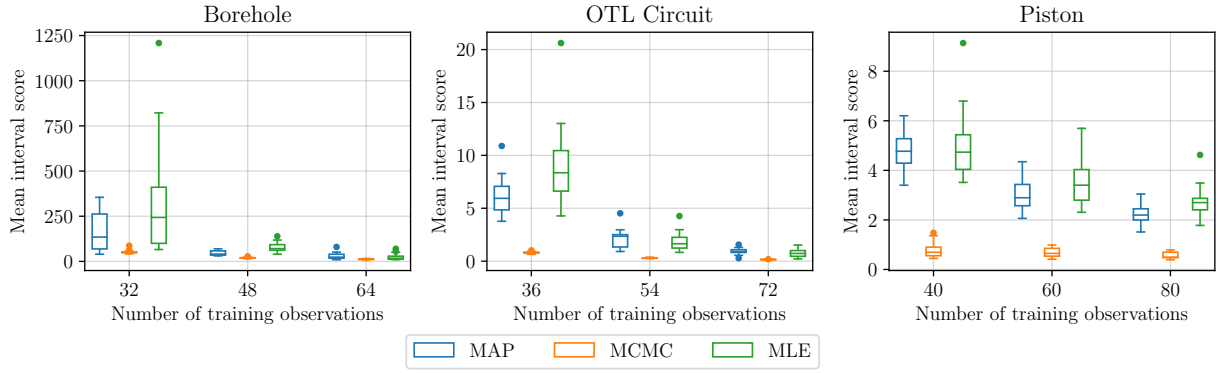 Borehole
Mean interval score
1250
1000
750
500
250
0
32 48 64
Number of training observations
OTL Circuit
Mean interval score
20
15
10
5
0
36 54 72
Number of training observations
Piston
Mean interval score
8
6
4
2
0
40 60 80
Number of training observations
MAP MCMC MLE